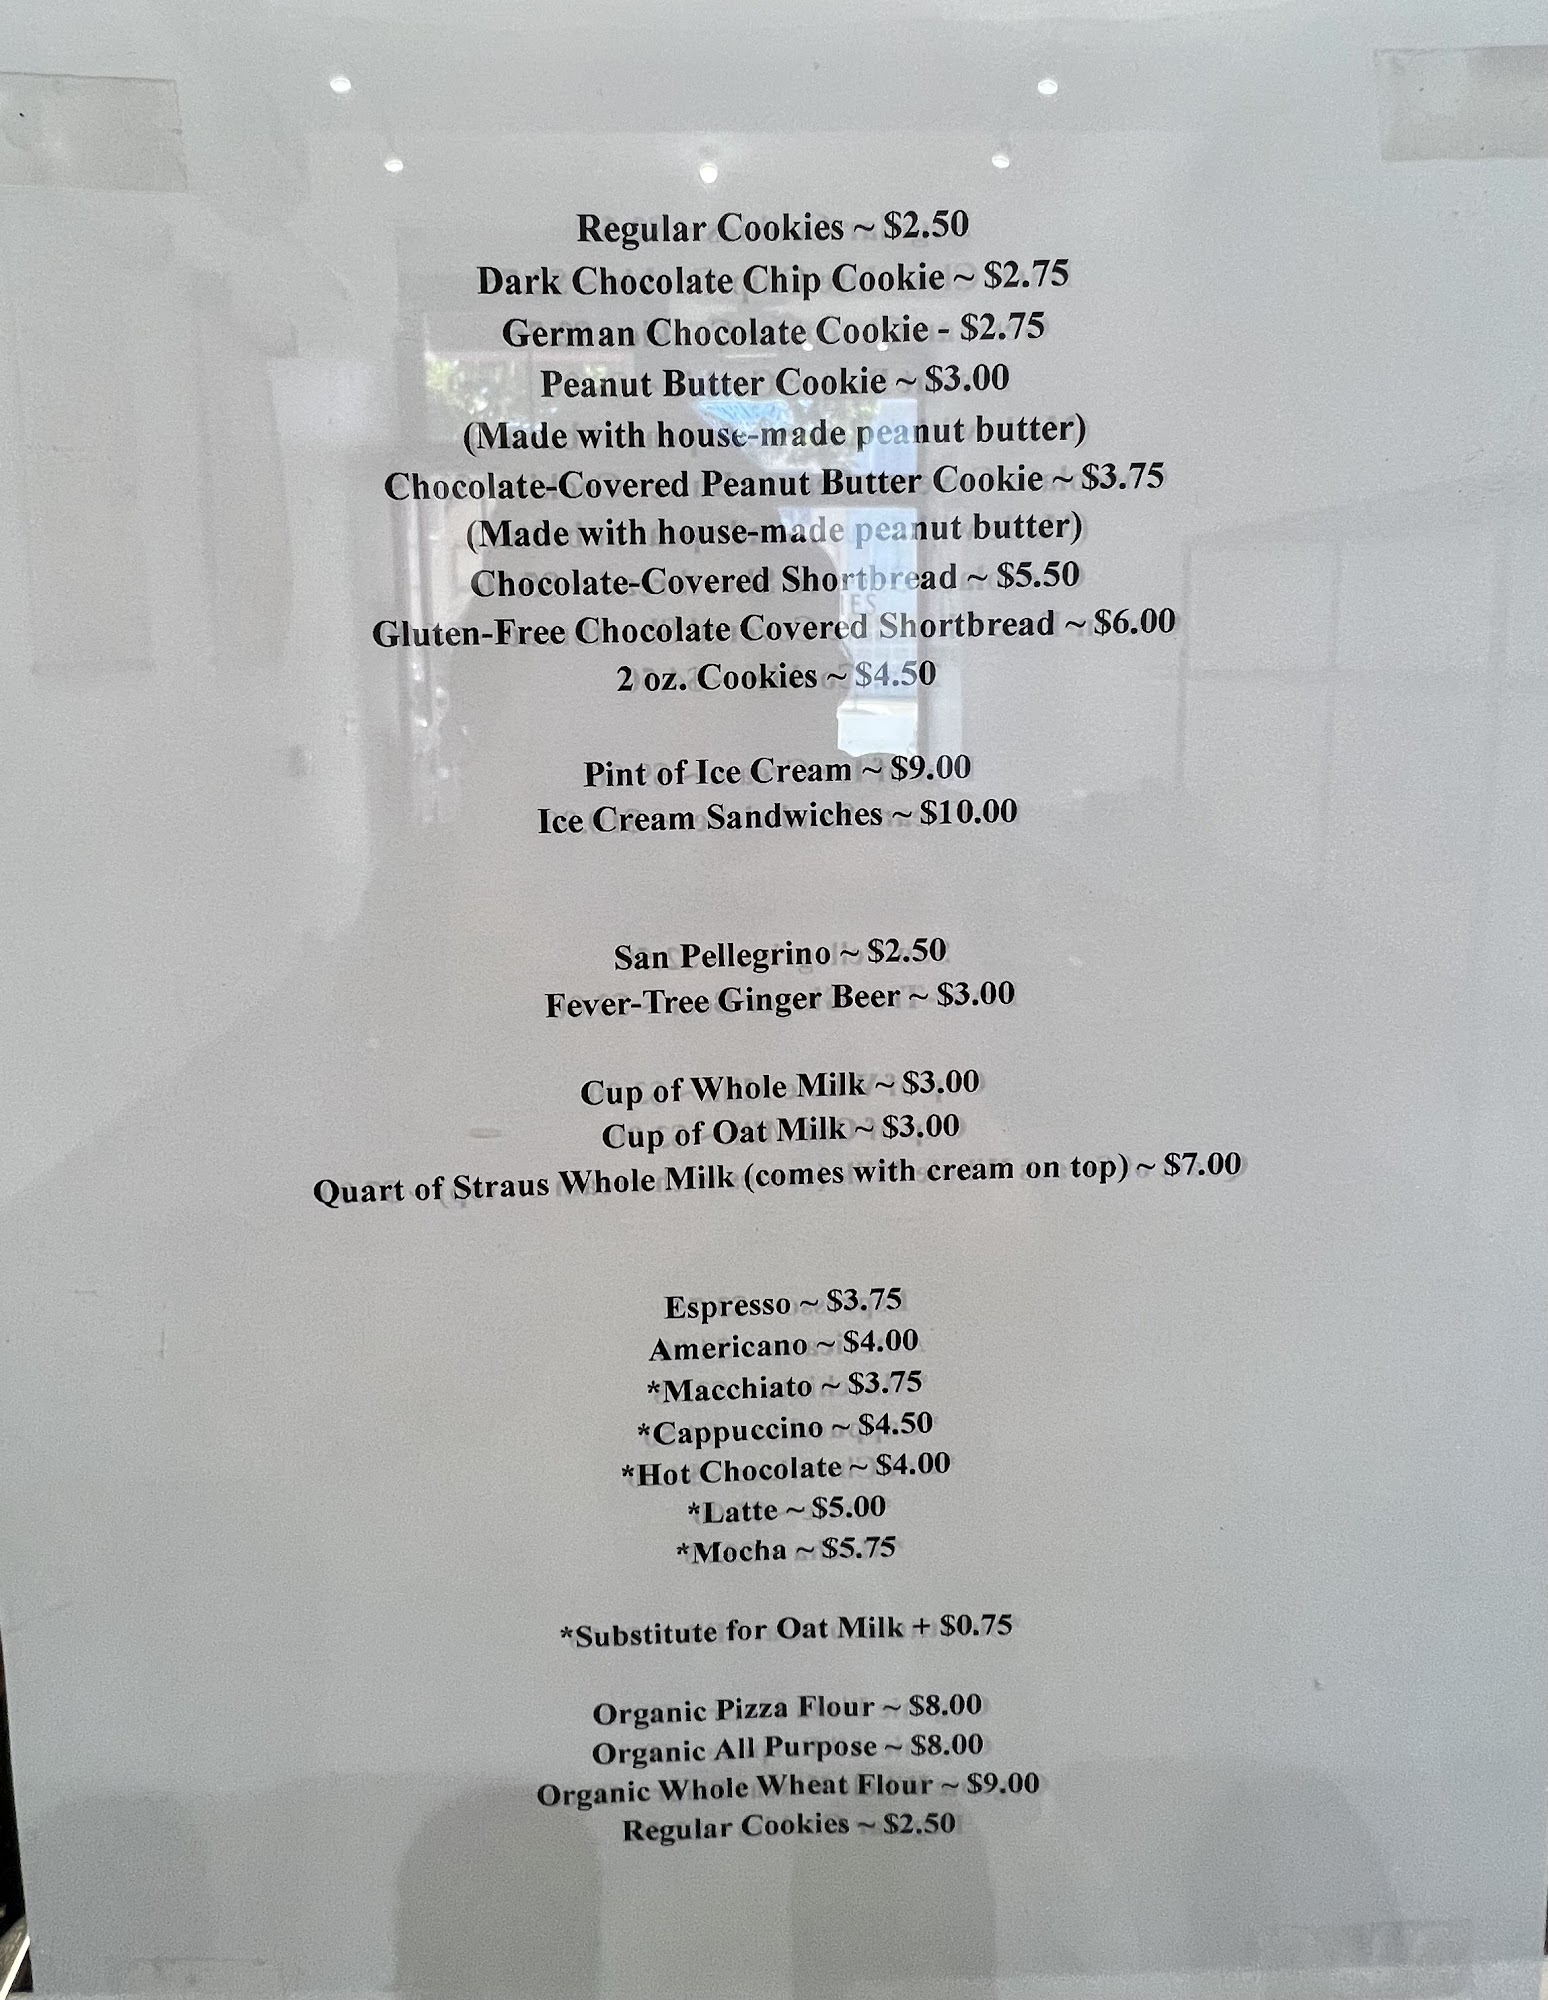 Regular Cookies ~ $2.50
Dark Chocolate Chip Cookie ~ $2.75
German Chocolate Cookie - $2.75
Peanut Butter Cookie ~ $3.00
(Made with house-made peanut butter)
Chocolate-Covered Peanut Butter Cookie ~ $3.75
(Made with house-made peanut butter)
Chocolate-Covered Shortbread ~ $5.50
Gluten-Free Chocolate Covered Shortbread ~ $6.00
2 oz. Cookies ~ $4.50
Pint of Ice Cream ~ $9.00
Ice Cream Sandwiches ~ $10.00
San Pellegrino ~ $2.50
Fever-Tree Ginger Beer ~ $3.00
Cup of Whole Milk ~ $3.00
Cup of Oat Milk ~ $3.00
Quart of Straus Whole Milk (comes with cream on top) ~ $7.00
Espresso ~ $3.75
Americano ~ $4.00
*Macchiato ~ $3.75
*Cappuccino ~ $4.50
*Hot Chocolate ~ $4.00
*Latte ~ $5.00
*Mocha ~ $5.75
*Substitute for Oat Milk + $0.75
Organic Pizza Flour ~ $8.00
Organic All Purpose ~ $8.00
Organic Whole Wheat Flour ~ $9.00
Regular Cookies ~ $2.50